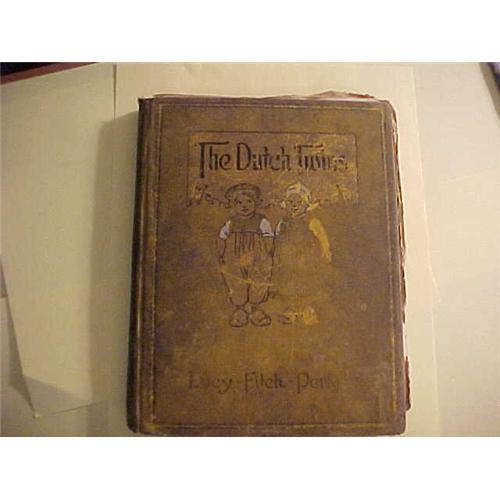 The Dutch Twins
Lucy · Fitch · Perkins